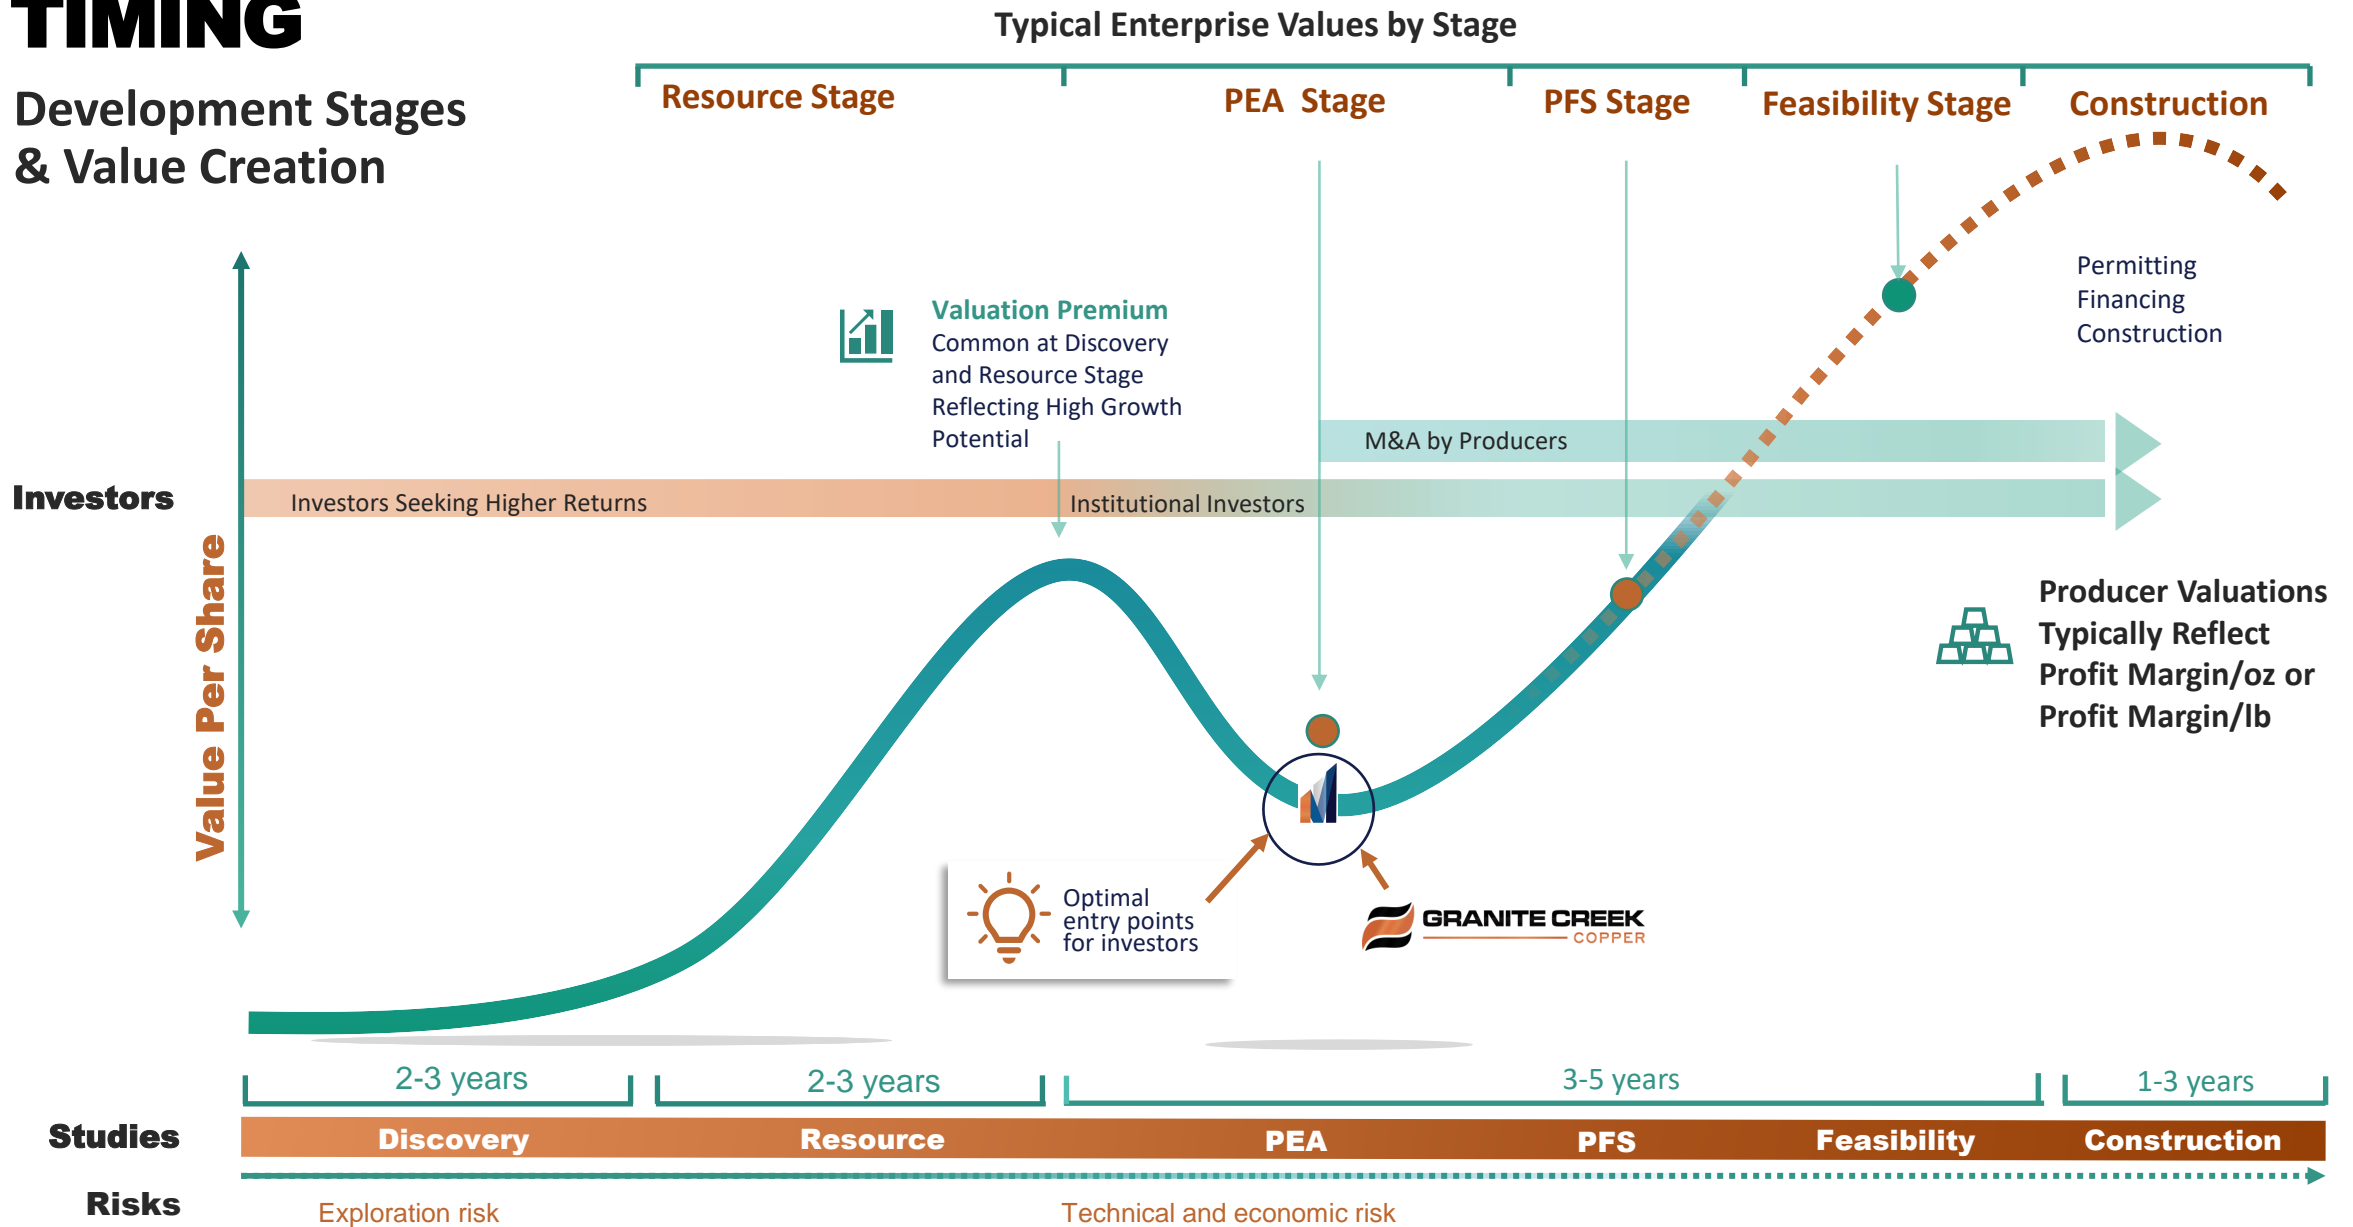 TIMING
Development Stages
& Value Creation
Typical Enterprise Values by Stage
Resource Stage
PEA Stage
PFS Stage
Feasibility Stage
Construction
Permitting
Financing
Construction
Valuation Premium
Common at Discovery
and Resource Stage
Reflecting High Growth
Potential
M&A by Producers
Investors
Investors Seeking Higher Returns
Institutional Investors
Value Per Share
Producer Valuations
Typically Reflect
Profit Margin/oz or
Profit Margin/lb
Optimal
entry points
for investors
GRANITE CREEK
COPPER
2-3 years
2-3 years
3-5 years
1-3 years
Studies
Discovery
Resource
PEA
PFS
Feasibility
Construction
Risks
Exploration risk
Technical and economic risk